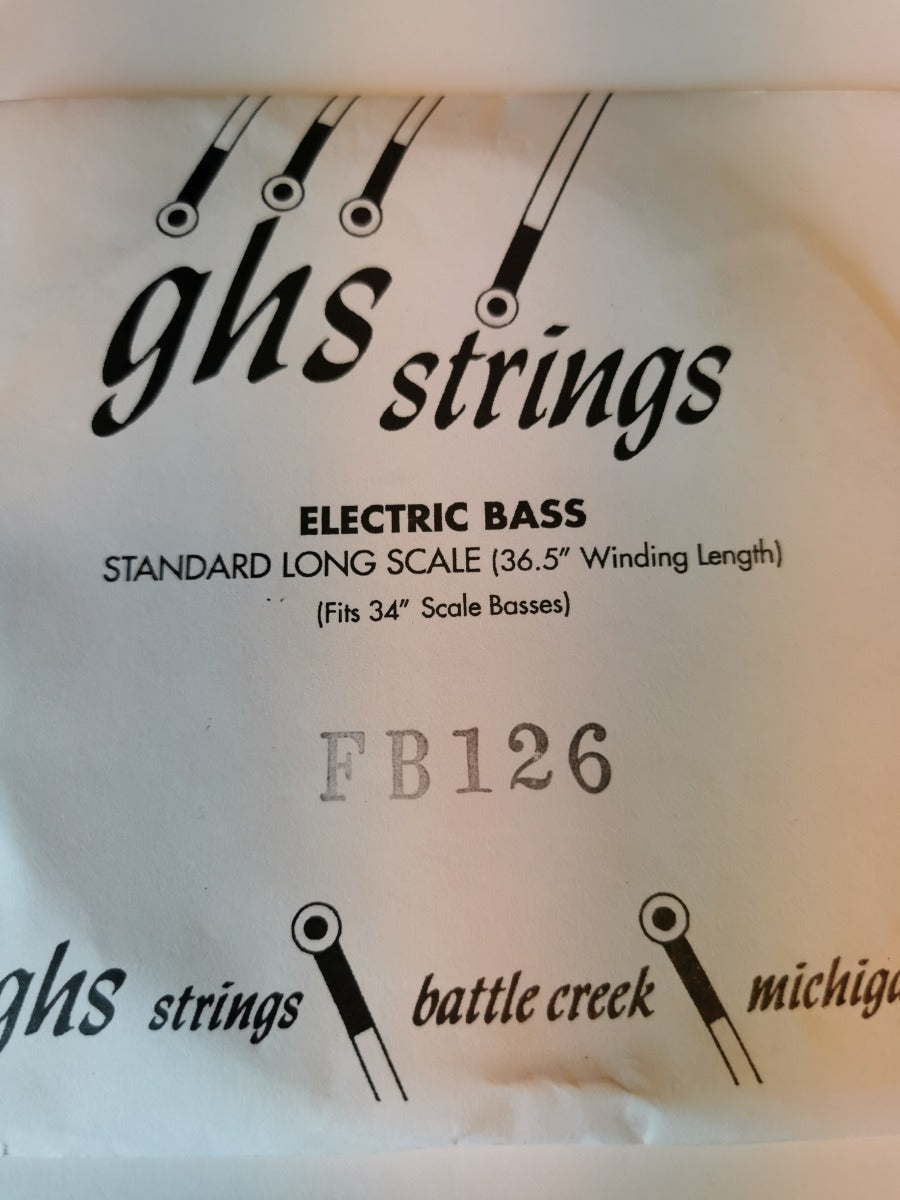 ghs strings
ELECTRIC BASS
STANDARD LONG SCALE (36.5" Winding Length)
(Fits 34" Scale Basses)
FB126
ghs strings battle creek michiga